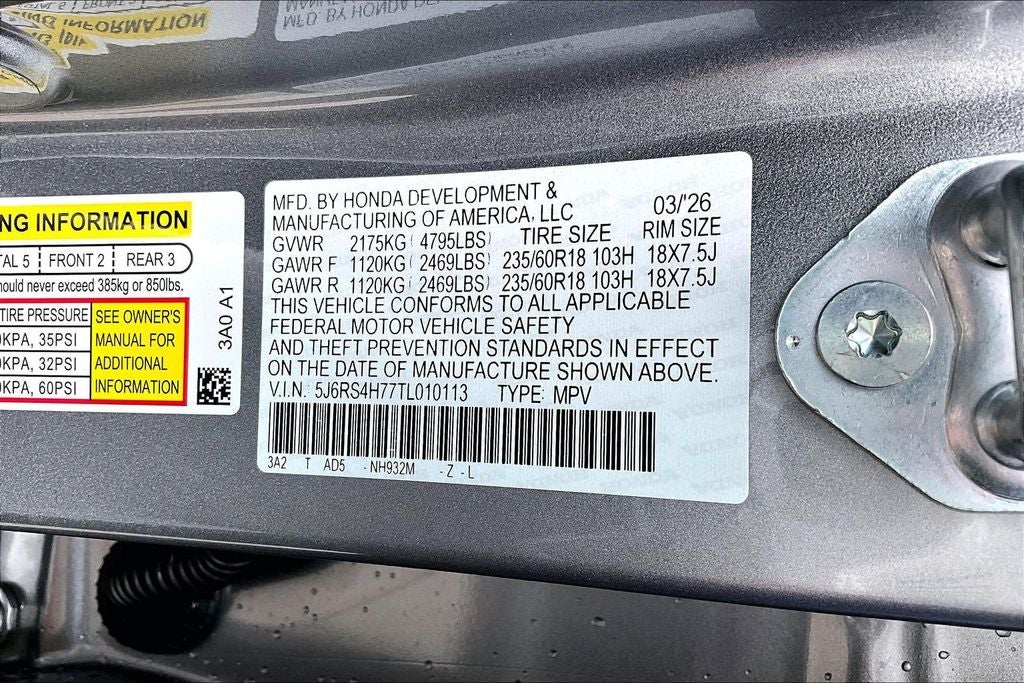 NG INFORMATION
TAL 5 FRONT 2 REAR 3
ould never exceed 385kg or 850lbs.
TIRE PRESSURE
0KPA, 35PSI
0KPA, 32PSI
0KPA, 60PSI
SEE OWNER'S
MANUAL FOR
ADDITIONAL
INFORMATION
3A0 A1
MFD. BY HONDA DEVELOPMENT &
MANUFACTURING OF AMERICA, LLC 03/'26
GVWR 2175KG ( 4795LBS) TIRE SIZE RIM SIZE
GAWR F 1120KG ( 2469LBS) 235/60R18 103H 18X7.5J
GAWR R 1120KG ( 2469LBS) 235/60R18 103H 18X7.5J
THIS VEHICLE CONFORMS TO ALL APPLICABLE
FEDERAL MOTOR VEHICLE SAFETY
AND THEFT PREVENTION STANDARDS IN EFFECT
ON THE DATE OF MANUFACTURE SHOWN ABOVE.
V.I.N. 5J6RS4H77TL010113 TYPE: MPV
3A2 T AD5 - NH932M - Z - L